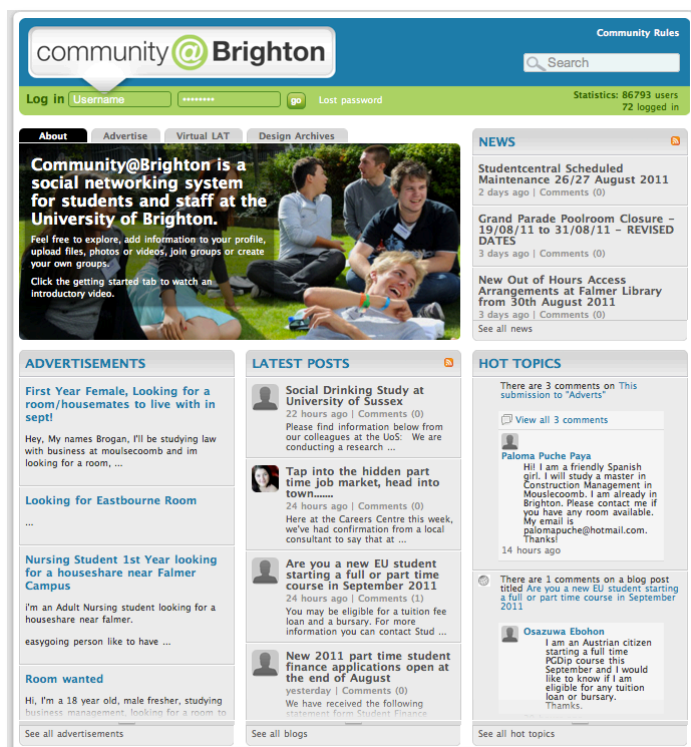 Community Rules
community@Brighton
Search
Log in
Username
go
Lost password
Statistics: 86793 users
72 logged in
About
Advertise
Virtual LAT
Design Archives
Community@Brighton is a
social networking system
for students and staff at the
University of Brighton.
Feel free to explore, add information to your profile,
upload files, photos or videos, join groups or create
your own groups.
Click the getting started tab to watch an
introductory video.
NEWS
Studentcentral Scheduled
Maintenance 26/27 August 2011
2 days ago | Comments (0)
Grand Parade Poolroom Closure –
19/08/11 to 31/08/11 – REVISED
DATES
3 days ago | Comments (0)
New Out of Hours Access
Arrangements at Falmer Library
from 30th August 2011
3 days ago | Comments (0)
See all news
ADVERTISEMENTS
First Year Female, Looking for a
room/housemates to live with in
sept!
Hey, My names Brogan, I'll be studying law
with business at moulsecoomb and im
looking for a room, ...
Looking for Eastbourne Room
...
Nursing Student 1st Year looking
for a houseshare near Falmer
Campus
i'm an Adult Nursing student looking for a
houseshare near falmer.
easygoing person like to have ...
Room wanted
Hi, I'm a 18 year old, male fresher, studying
business management, looking for a room to
See all advertisements
LATEST POSTS
Social Drinking Study at
University of Sussex
22 hours ago | Comments (0)
Please find information below from
our colleagues at the UoS:  We are
conducting a research ...
Tap into the hidden part
time job market, head into
town.......
24 hours ago | Comments (0)
Here at the Careers Centre this week,
we've had confirmation from a local
consultant to say that at ...
Are you a new EU student
starting a full or part time
course in September 2011
24 hours ago | Comments (1)
You may be eligible for a tuition fee
loan and a bursary. For more
information you can contact Stud ...
New 2011 part time student
finance applications open at
the end of August
yesterday | Comments (0)
We have received the following
statement form Student Finance
See all blogs
HOT TOPICS
There are 3 comments on This
submission to "Adverts"
View all 3 comments
Paloma Puche Paya
Hi! I am a friendly Spanish
girl. I will study a master in
Construction Management in
Mouslecoomb. I am already in
Brighton. Please contact me if
you have any room available.
My email is
palomapuche@hotmail.com.
Thanks!
14 hours ago
There are 1 comments on a blog post
titled Are you a new EU student starting
a full or part time course in September
2011
Osazuwa Ebohon
I am an Austrian citizen
starting a full time
PGDip course this
September and I would
like to know if I am
eligible for any tuition
loan or bursary.
Thamks.
See all hot topics